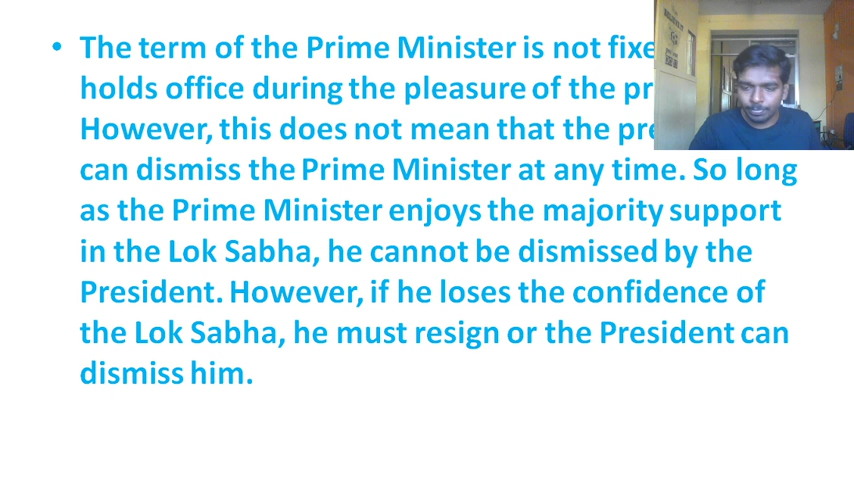 • The term of the Prime Minister is not fixe
holds office during the pleasure of the pr
However, this does not mean that the pre
can dismiss the Prime Minister at any time. So long
as the Prime Minister enjoys the majority support
in the Lok Sabha, he cannot be dismissed by the
President. However, if he loses the confidence of
the Lok Sabha, he must resign or the President can
dismiss him.